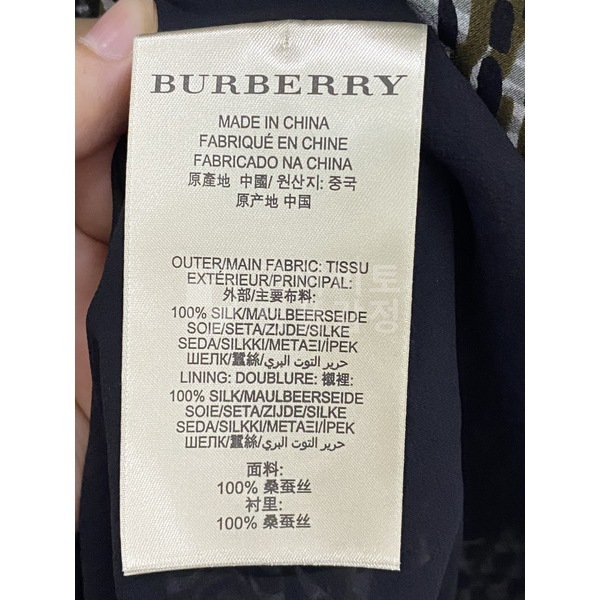 BURBERRY
MADE IN CHINA
FABRIQUÉ EN CHINE
FABRICADO NA CHINA
原產地 中國/ 원산지: 중국
原产地 中国
OUTER/MAIN FABRIC: TISSU
EXTÉRIEUR/PRINCIPAL:
外部/主要布料:
100% SILK/MAULBEERSEIDE
SOIE/SETA/ZIJDE/SILKE
SEDA/SILKKI/ΜΕΤΑΞΙ/İPEK
ШЕЛК/蠶絲/حرير التوت البري
LINING: DOUBLURE: 襯裡:
100% SILK/MAULBEERSEIDE
SOIE/SETA/ZIJDE/SILKE
SEDA/SILKKI/ΜΕΤΑΞΙ/İPEK
ШЕЛК/蠶絲/حرير التوت البري
面料:
100% 桑蚕丝
衬里:
100% 桑蚕丝